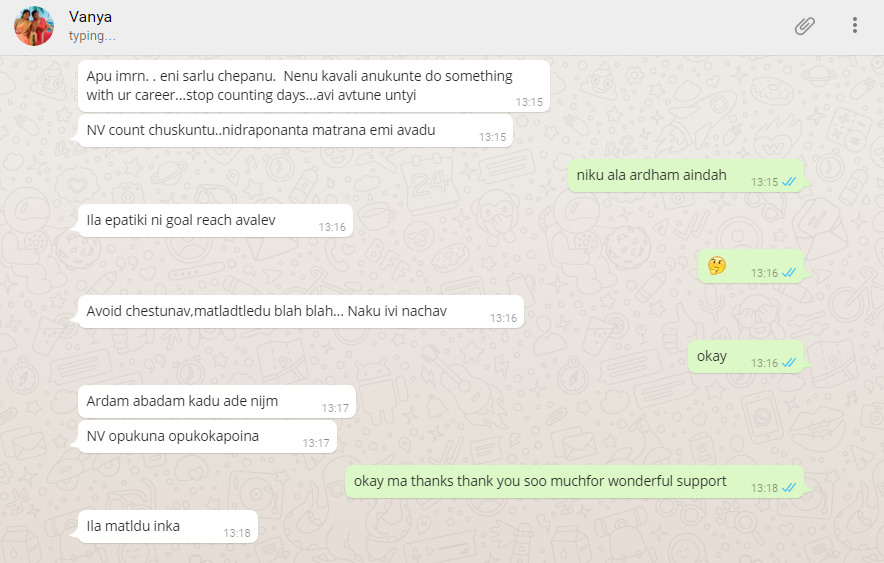 Vanya
typing...
Apu imrn. . eni sarlu chepanu.  Nenu kavali anukunte do something
with ur career...stop counting days...avi avtune untyi
13:15
NV count chuskuntu..nidraponanta matrana emi avadu
13:15
niku ala ardham aindah
13:15
Ila epatiki ni goal reach avalev
13:16
🤔
13:16
Avoid chestunav,matladtledu blah blah... Naku ivi nachav
13:16
okay
13:16
Ardam abadam kadu ade nijm
13:17
NV opukuna opukokapoina
13:17
okay ma thanks thank you soo muchfor wonderful support
13:18
Ila matldu inka
13:18